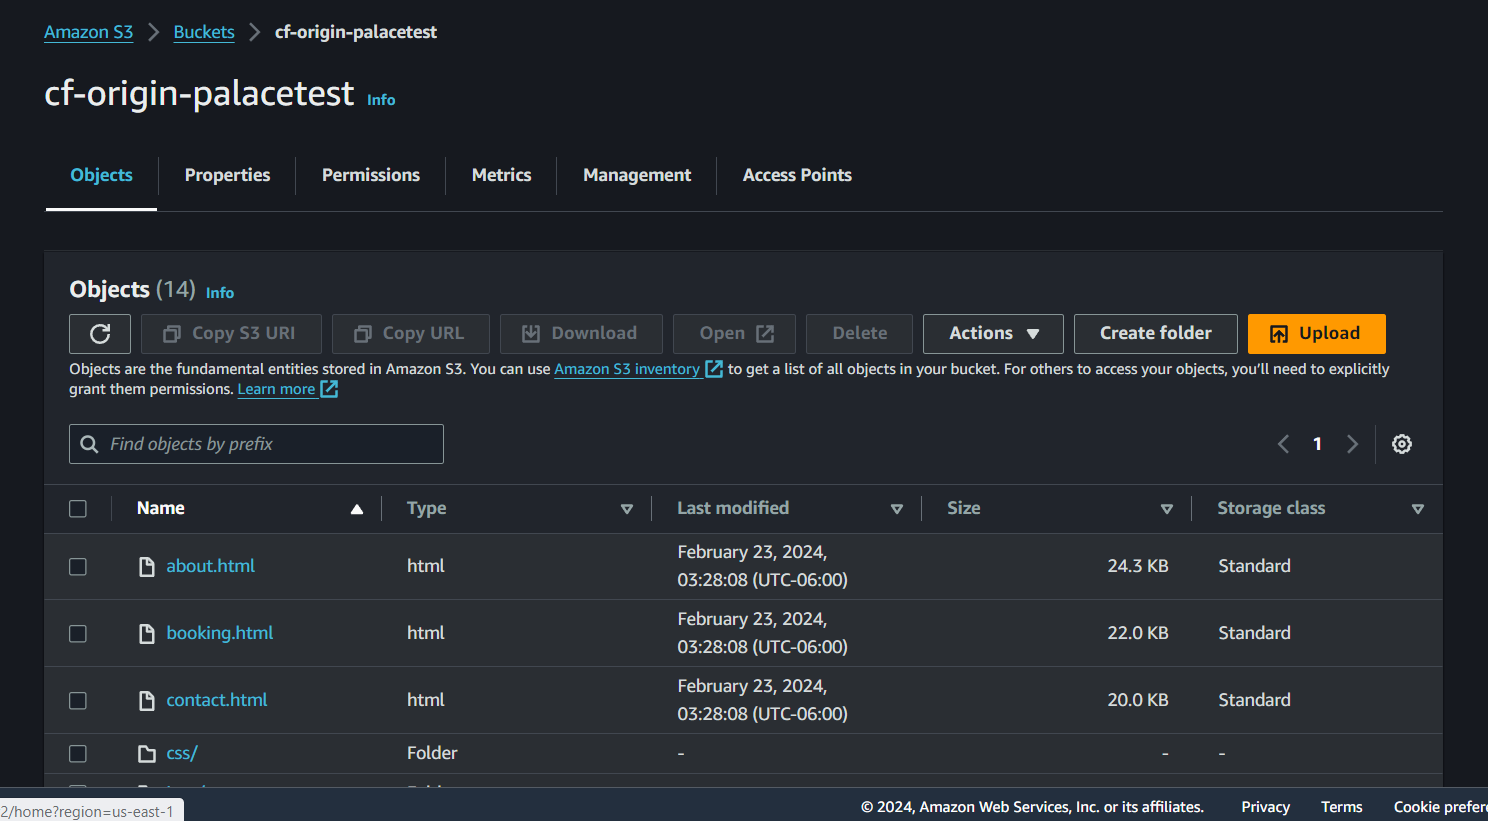 Amazon S3 > Buckets > cf-origin-palacetest
cf-origin-palacetest Info
Objects Properties Permissions Metrics Management Access Points
Objects (14) Info
Copy S3 URI Copy URL Download Open Delete Actions Create folder Upload
Objects are the fundamental entities stored in Amazon S3. You can use Amazon S3 inventory to get a list of all objects in your bucket. For others to access your objects, you’ll need to explicitly
grant them permissions. Learn more
Find objects by prefix
1
Name Type Last modified Size Storage class
about.html html February 23, 2024, 03:28:08 (UTC-06:00) 24.3 KB Standard
booking.html html February 23, 2024, 03:28:08 (UTC-06:00) 22.0 KB Standard
contact.html html February 23, 2024, 03:28:08 (UTC-06:00) 20.0 KB Standard
css/ Folder - - -
2/home?region=us-east-1
© 2024, Amazon Web Services, Inc. or its affiliates. Privacy Terms Cookie prefer